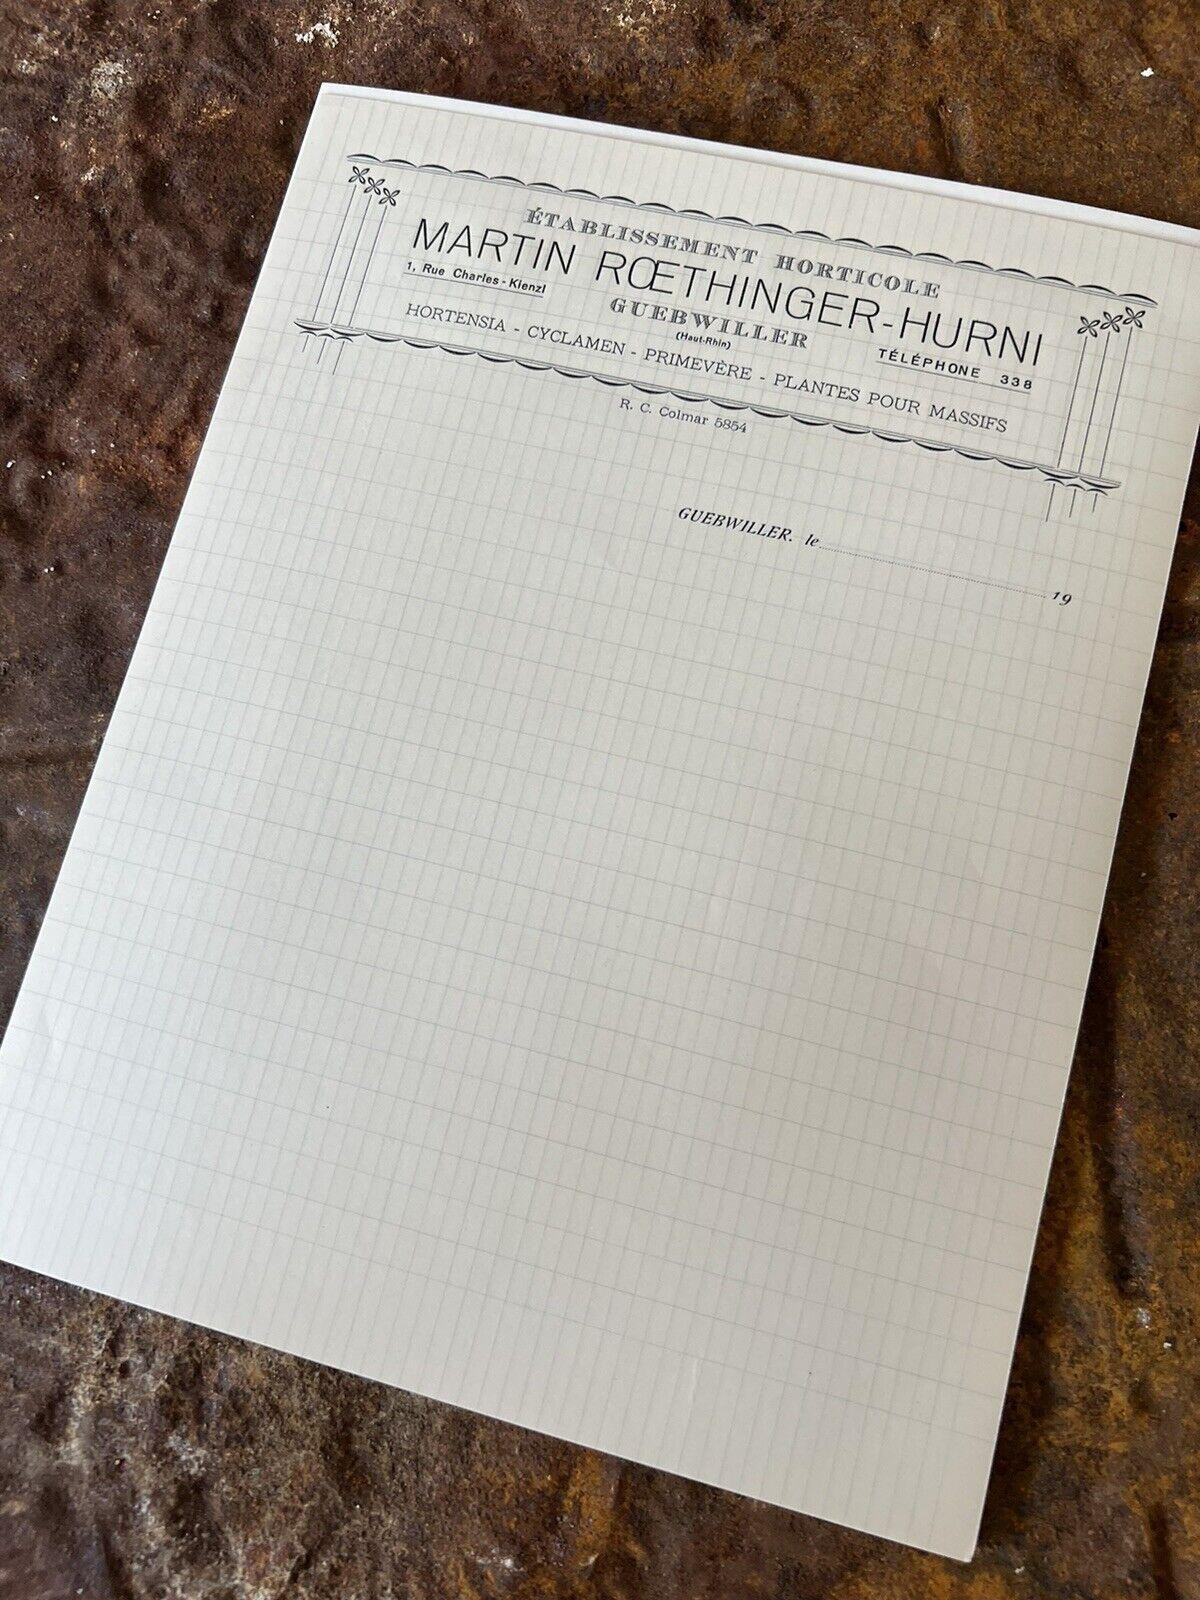 ÉTABLISSEMENT HORTICOLE
MARTIN RŒTHINGER-HURNI
1, Rue Charles-Kienzl
GUEBWILLER
(Haut-Rhin)
TÉLÉPHONE 338
HORTENSIA - CYCLAMEN - PRIMEVÈRE - PLANTES POUR MASSIFS
R. C. Colmar 5854
GUEBWILLER. le 19